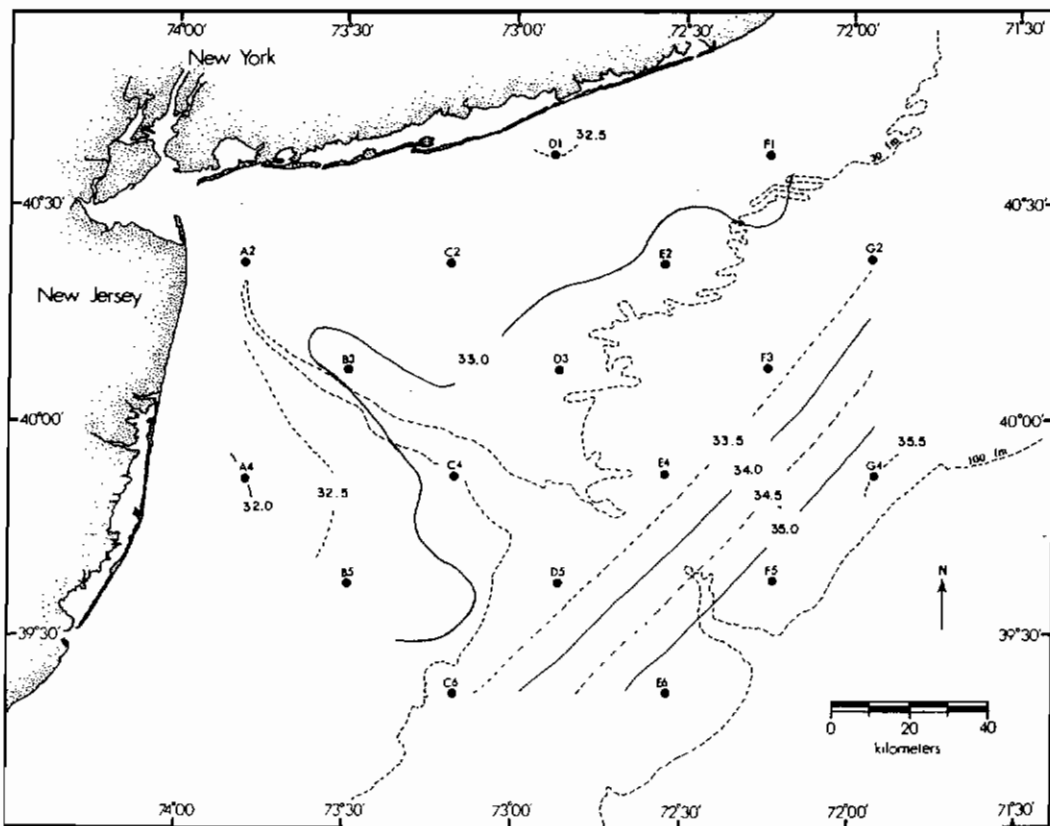 74°00' 73°30' 73°00' 72°30' 72°00' 71°30'
New York
D1 32.5 F1
30 fm
40°30' 40°30'
A2 C2 E2 G2
New Jersey
33.0
B3 D3 F3
40°00' 40°00'
33.5 35.5 100 fm
A4 C4 E4 34.0 G4
32.0 32.5 34.5
35.0
B5 D5 F5 N
39°30' 39°30'
C6 E6
0 20 40
kilometers
74°00' 73°30' 73°00' 72°30' 72°00' 71°30'